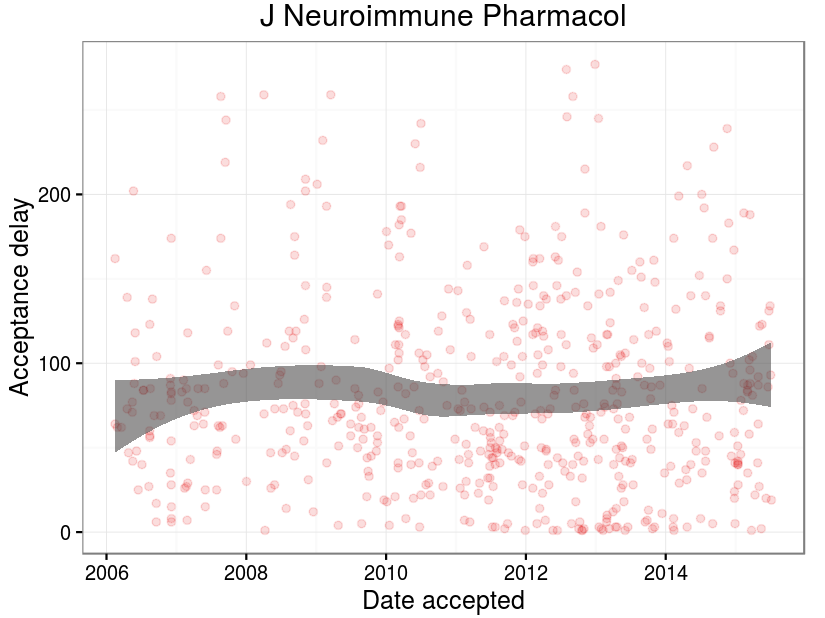 J Neuroimmune Pharmacol
Acceptance delay
200
100
0
2006 2008 2010 2012 2014
Date accepted